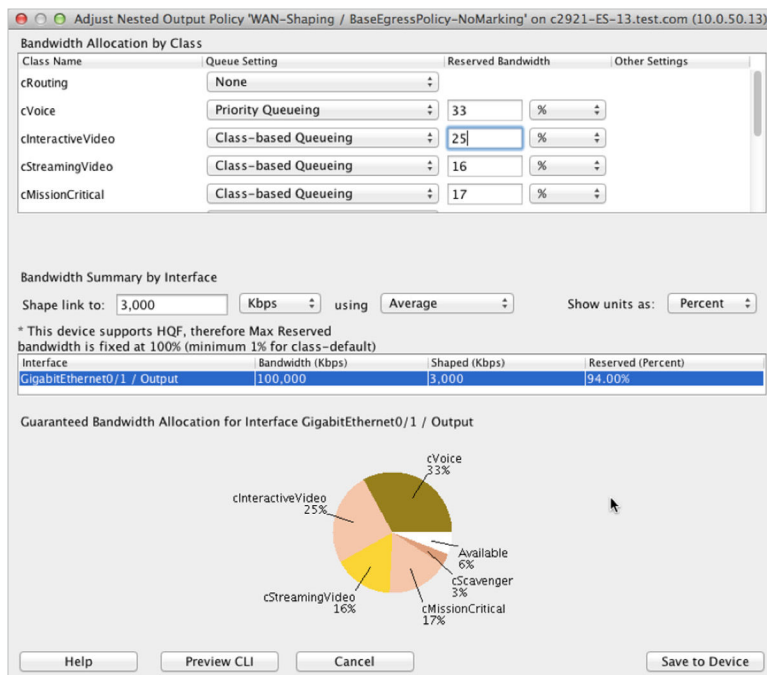 Adjust Nested Output Policy 'WAN-Shaping / BaseEgressPolicy-NoMarking' on c2921-ES-13.test.com (10.0.50.13)
Bandwidth Allocation by Class
Class Name Queue Setting Reserved Bandwidth Other Settings
cRouting None
cVoice Priority Queueing 33 %
cInteractiveVideo Class-based Queueing 25 %
cStreamingVideo Class-based Queueing 16 %
cMissionCritical Class-based Queueing 17 %
Bandwidth Summary by Interface
Shape link to: 3,000 Kbps using Average Show units as: Percent
* This device supports HQF, therefore Max Reserved
bandwidth is fixed at 100% (minimum 1% for class-default)
Interface Bandwidth (Kbps) Shaped (Kbps) Reserved (Percent)
GigabitEthernet0/1 / Output 100,000 3,000 94.00%
Guaranteed Bandwidth Allocation for Interface GigabitEthernet0/1 / Output
cVoice
33%
cInteractiveVideo
25%
Available
6%
cScavenger
3%
cStreamingVideo
16%
cMissionCritical
17%
Help Preview CLI Cancel Save to Device